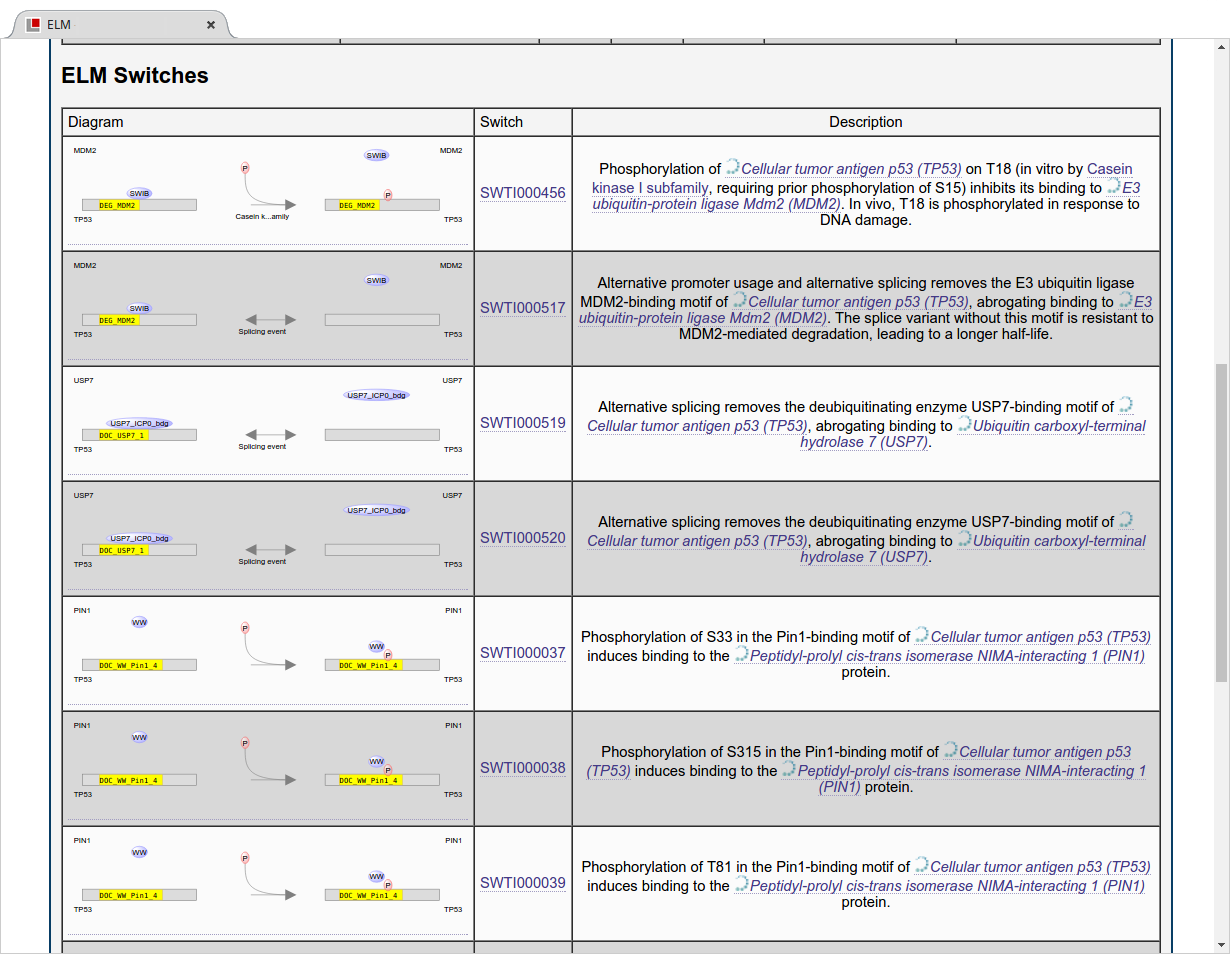 ELM
ELM Switches
Diagram Switch Description
MDM2 MDM2
SWIB
P
SWIB
P
DEG_MDM2 DEG_MDM2
Casein k...amily
TP53 TP53
SWTI000456
Phosphorylation of Cellular tumor antigen p53 (TP53) on T18 (in vitro by Casein
kinase I subfamily, requiring prior phosphorylation of S15) inhibits its binding to E3
ubiquitin-protein ligase Mdm2 (MDM2). In vivo, T18 is phosphorylated in response to
DNA damage.
MDM2 MDM2
SWIB
SWIB
DEG_MDM2
Splicing event
TP53 TP53
SWTI000517
Alternative promoter usage and alternative splicing removes the E3 ubiquitin ligase
MDM2-binding motif of Cellular tumor antigen p53 (TP53), abrogating binding to E3
ubiquitin-protein ligase Mdm2 (MDM2). The splice variant without this motif is resistant to
MDM2-mediated degradation, leading to a longer half-life.
USP7 USP7
USP7_ICP0_bdg
USP7_ICP0_bdg
DOC_USP7_1
Splicing event
TP53 TP53
SWTI000519
Alternative splicing removes the deubiquitinating enzyme USP7-binding motif of
Cellular tumor antigen p53 (TP53), abrogating binding to Ubiquitin carboxyl-terminal
hydrolase 7 (USP7).
USP7 USP7
USP7_ICP0_bdg
USP7_ICP0_bdg
DOC_USP7_1
Splicing event
TP53 TP53
SWTI000520
Alternative splicing removes the deubiquitinating enzyme USP7-binding motif of
Cellular tumor antigen p53 (TP53), abrogating binding to Ubiquitin carboxyl-terminal
hydrolase 7 (USP7).
PIN1 PIN1
WW
P
WW
P
DOC_WW_Pin1_4 DOC_WW_Pin1_4
TP53 TP53
SWTI000037
Phosphorylation of S33 in the Pin1-binding motif of Cellular tumor antigen p53 (TP53)
induces binding to the Peptidyl-prolyl cis-trans isomerase NIMA-interacting 1 (PIN1)
protein.
PIN1 PIN1
WW
P
WW
P
DOC_WW_Pin1_4 DOC_WW_Pin1_4
TP53 TP53
SWTI000038
Phosphorylation of S315 in the Pin1-binding motif of Cellular tumor antigen p53
(TP53) induces binding to the Peptidyl-prolyl cis-trans isomerase NIMA-interacting 1
(PIN1) protein.
PIN1 PIN1
WW
P
WW
P
DOC_WW_Pin1_4 DOC_WW_Pin1_4
TP53 TP53
SWTI000039
Phosphorylation of T81 in the Pin1-binding motif of Cellular tumor antigen p53 (TP53)
induces binding to the Peptidyl-prolyl cis-trans isomerase NIMA-interacting 1 (PIN1)
protein.